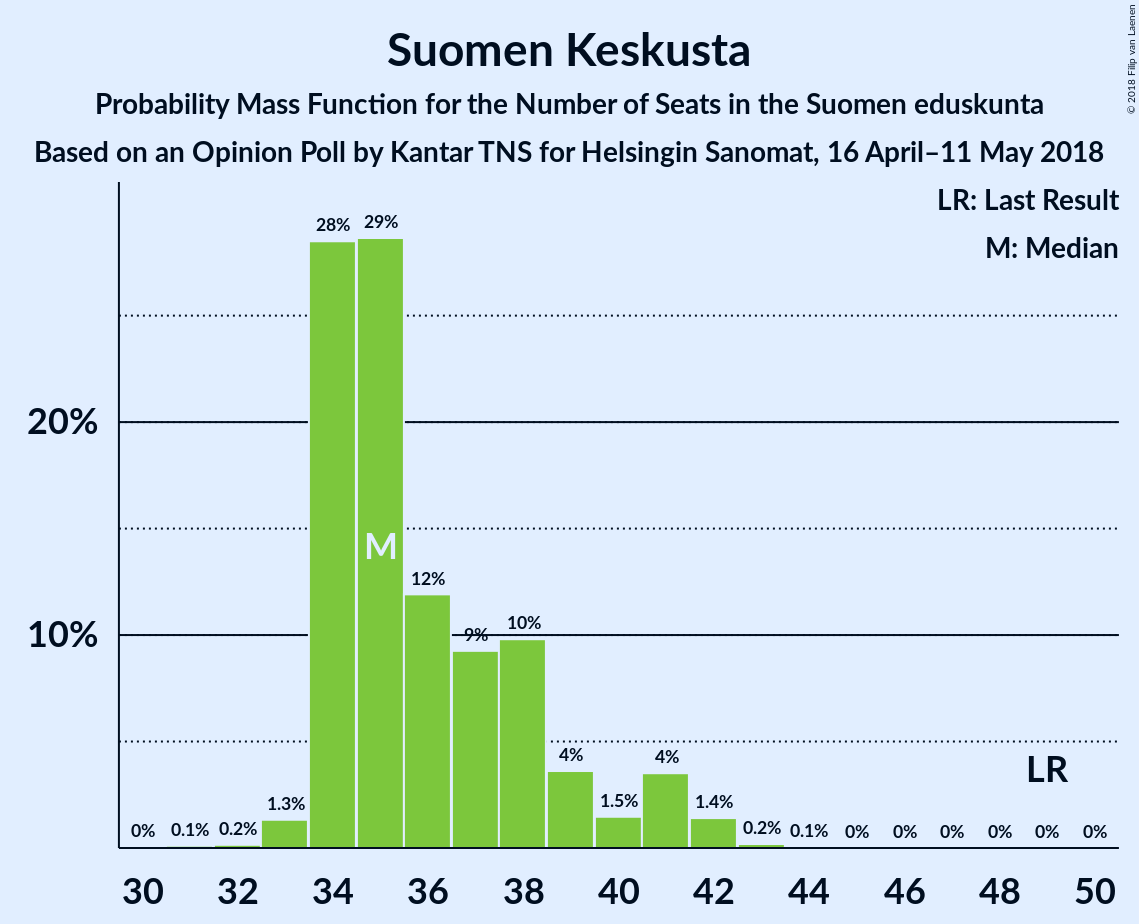 Suomen Keskusta
Probability Mass Function for the Number of Seats in the Suomen eduskunta
Based on an Opinion Poll by Kantar TNS for Helsingin Sanomat, 16 April–11 May 2018
© 2018 Filip van Laenen
LR: Last Result
M: Median
28% 29%
20%
M
12%
10%
9% 10%
4% 4%
LR
0% 0.1% 0.2% 1.3% 1.5% 1.4% 0.2% 0.1% 0% 0% 0% 0% 0% 0%
30 32 34 36 38 40 42 44 46 48 50